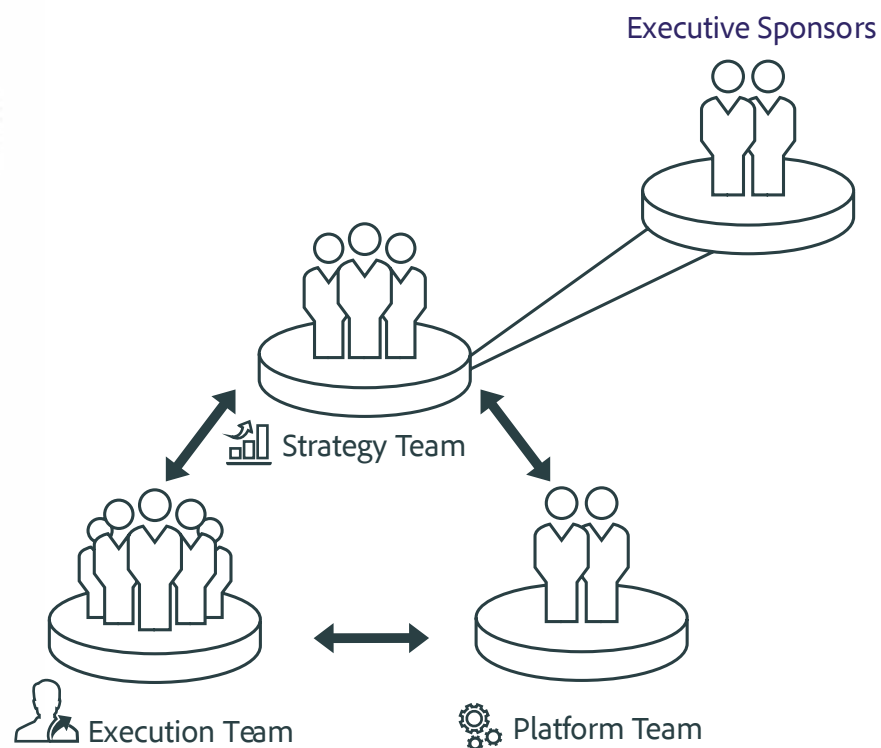 Executive Sponsors
Strategy Team
Execution Team
Platform Team